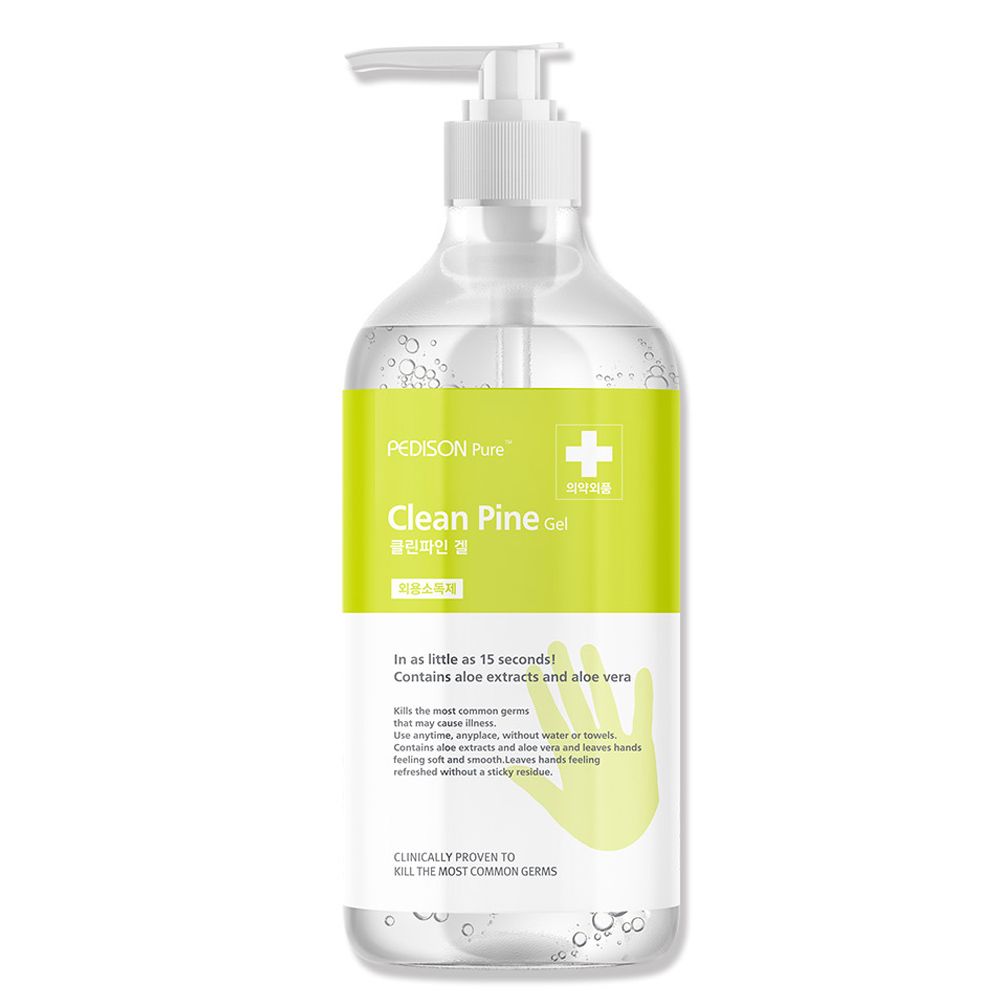 PEDISON Pure™
의약외품
Clean Pine Gel
클린파인 겔
외용소독제
In as little as 15 seconds!
Contains aloe extracts and aloe vera
Kills the most common germs
that may cause illness.
Use anytime, anyplace, without water or towels.
Contains aloe extracts and aloe vera and leaves hands
feeling soft and smooth.Leaves hands feeling
refreshed without a sticky residue.
CLINICALLY PROVEN TO
KILL THE MOST COMMON GERMS